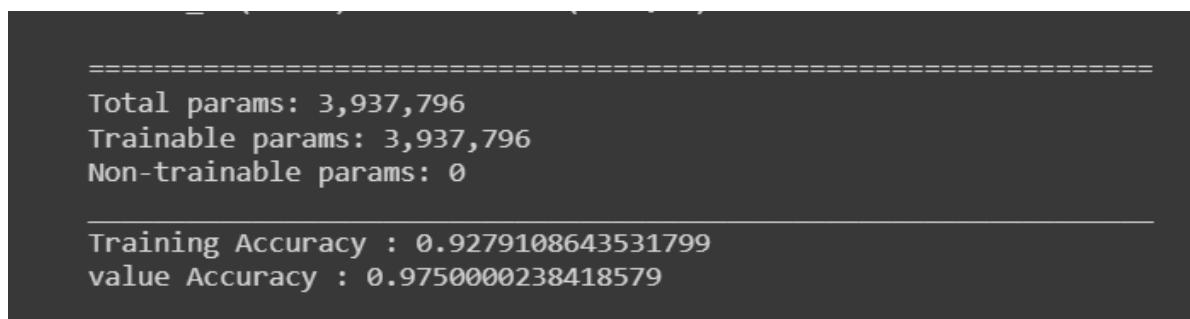 =================================================================
Total params: 3,937,796
Trainable params: 3,937,796
Non-trainable params: 0
_________________________________________________________________
Training Accuracy : 0.9279108643531799
value Accuracy : 0.9750000238418579